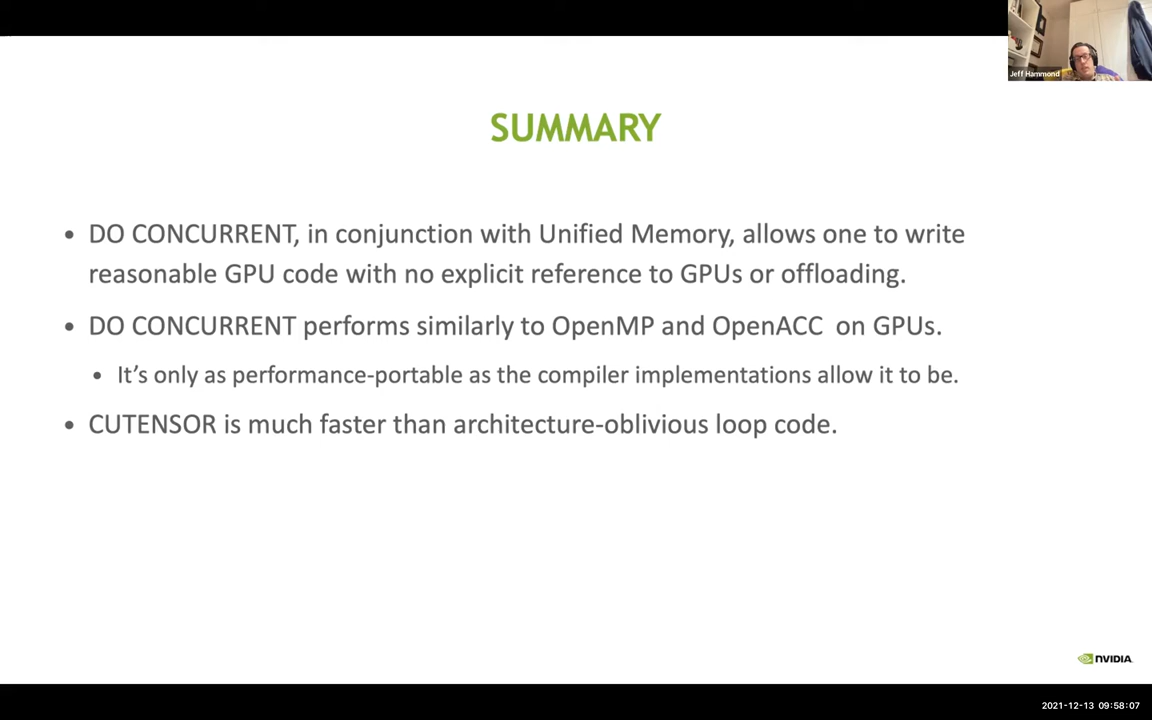 Jeff Hammond
SUMMARY
• DO CONCURRENT, in conjunction with Unified Memory, allows one to write
reasonable GPU code with no explicit reference to GPUs or offloading.
• DO CONCURRENT performs similarly to OpenMP and OpenACC on GPUs.
• It’s only as performance-portable as the compiler implementations allow it to be.
• CUTENSOR is much faster than architecture-oblivious loop code.
NVIDIA
2021-12-13 09:58:07